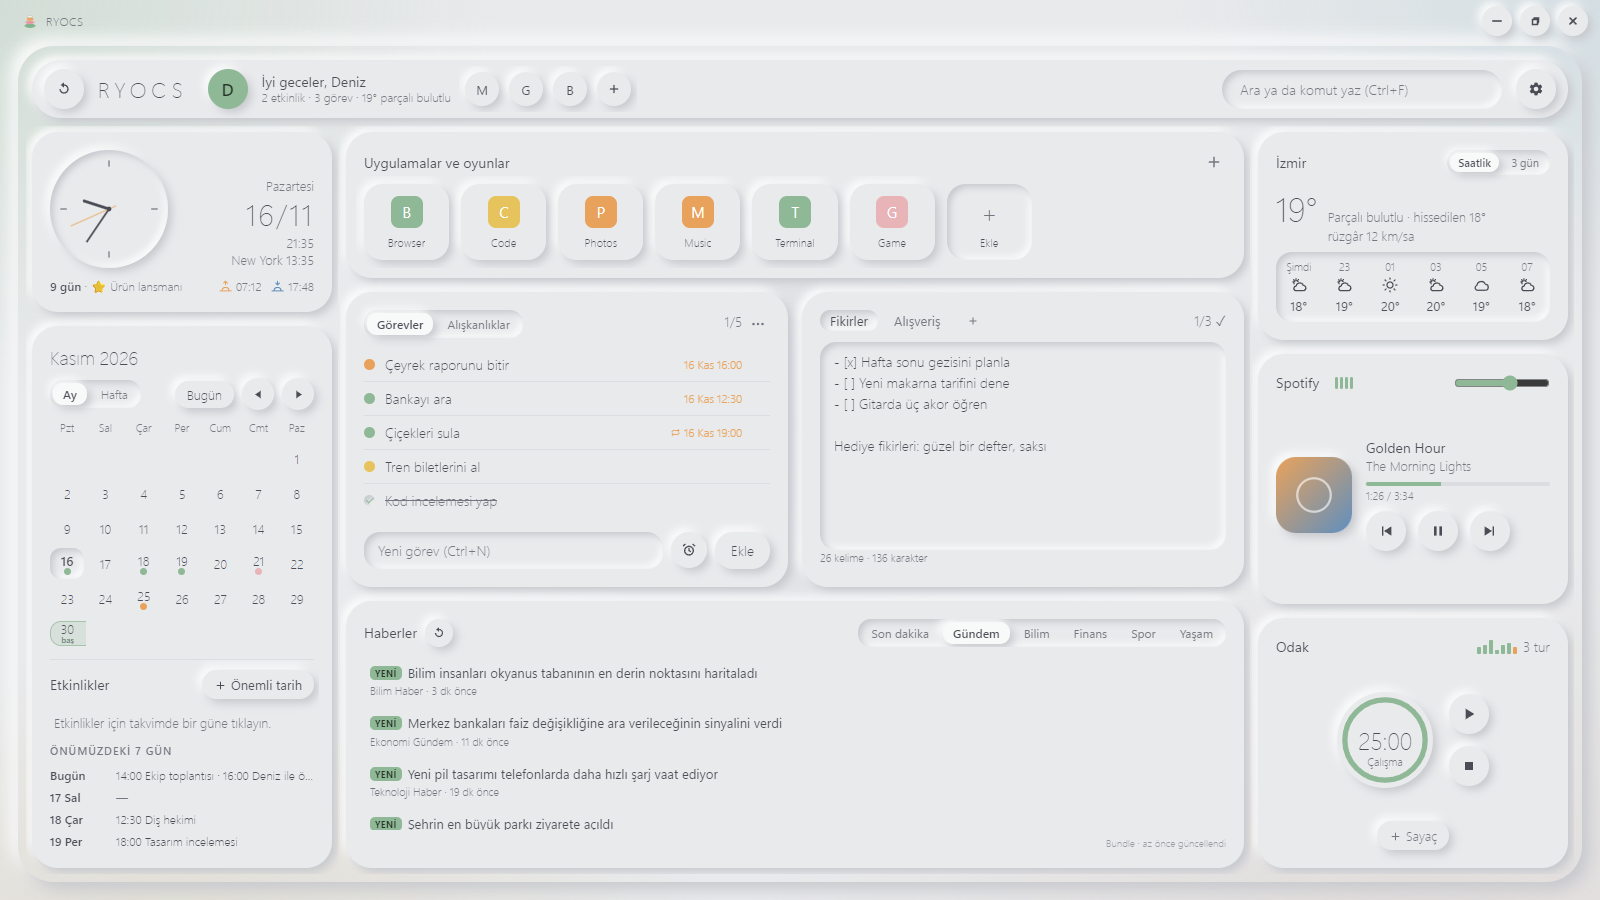 RYOCS
RYOCS
D
İyi geceler, Deniz
2 etkinlik · 3 görev · 19° parçalı bulutlu
M
G
B
+
Ara ya da komut yaz (Ctrl+F)
Pazartesi
16/11
21:35
New York 13:35
9 gün · ⭐ Ürün lansmanı
07:12
17:48
Kasım 2026
Ay
Hafta
Bugün
Pzt Sal Çar Per Cum Cmt Paz
1
2 3 4 5 6 7 8
9 10 11 12 13 14 15
16 17 18 19 20 21 22
23 24 25 26 27 28 29
30
baş
Etkinlikler
+ Önemli tarih
Etkinlikler için takvimde bir güne tıklayın.
ÖNÜMÜZDEKİ 7 GÜN
Bugün 14:00 Ekip toplantısı · 16:00 Deniz ile ö...
17 Sal —
18 Çar 12:30 Diş hekimi
19 Per 18:00 Tasarım incelemesi
Uygulamalar ve oyunlar
+
B
Browser
C
Code
P
Photos
M
Music
T
Terminal
G
Game
+
Ekle
Görevler
Alışkanlıklar
1/5
...
Çeyrek raporunu bitir 16 Kas 16:00
Bankayı ara 16 Kas 12:30
Çiçekleri sula 16 Kas 19:00
Tren biletlerini al
Kod incelemesi yap
Yeni görev (Ctrl+N)
Ekle
Fikirler
Alışveriş
+
1/3 ✓
- [x] Hafta sonu gezisini planla
- [ ] Yeni makarna tarifini dene
- [ ] Gitarda üç akor öğren
Hediye fikirleri: güzel bir defter, saksı
26 kelime · 136 karakter
Haberler
Son dakika
Gündem
Bilim
Finans
Spor
Yaşam
YENİ Bilim insanları okyanus tabanının en derin noktasını haritaladı
Bilim Haber · 3 dk önce
YENİ Merkez bankaları faiz değişikliğine ara verileceğinin sinyalini verdi
Ekonomi Gündem · 11 dk önce
YENİ Yeni pil tasarımı telefonlarda daha hızlı şarj vaat ediyor
Teknoloji Haber · 19 dk önce
YENİ Şehrin en büyük parkı ziyarete açıldı
Bundle · az önce güncellendi
İzmir
Saatlik
3 gün
19°
Parçalı bulutlu · hissedilen 18°
rüzgâr 12 km/sa
Şimdi 23 01 03 05 07
18° 19° 20° 20° 19° 18°
Spotify
Golden Hour
The Morning Lights
1:26 / 3:34
Odak
3 tur
25:00
Çalışma
+ Sayaç